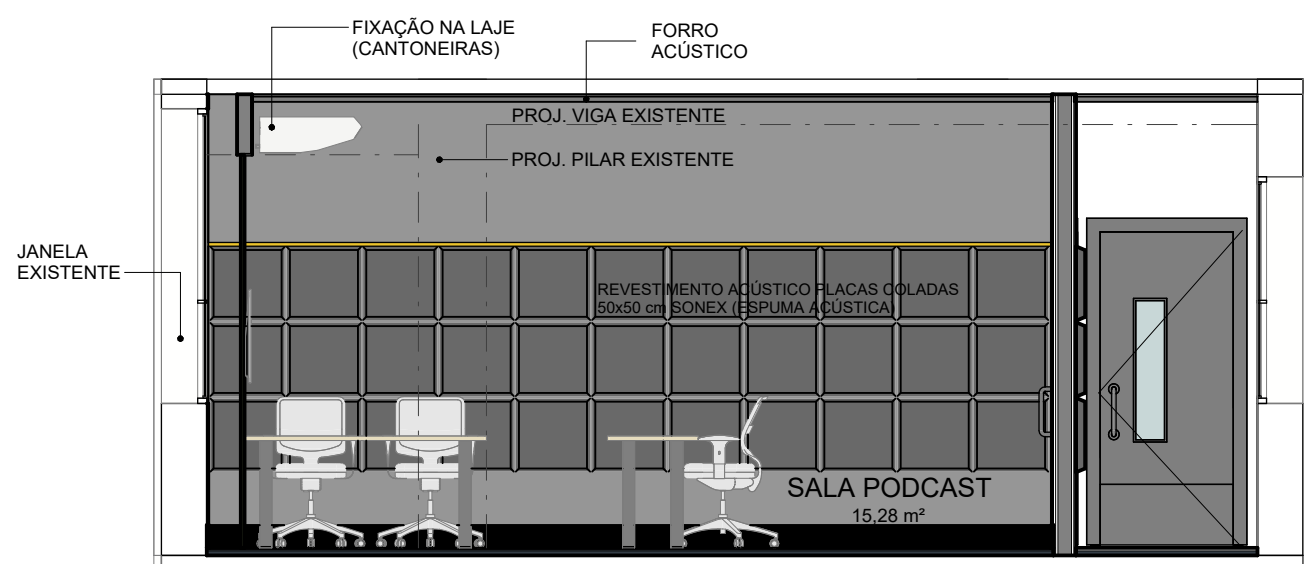 FIXAÇÃO NA LAJE
(CANTONEIRAS)
FORRO
ACÚSTICO
PROJ. VIGA EXISTENTE
PROJ. PILAR EXISTENTE
JANELA
EXISTENTE
REVESTIMENTO ACÚSTICO PLACAS COLADAS
50x50 cm SONEX (ESPUMA ACÚSTICA)
SALA PODCAST
15,28 m²